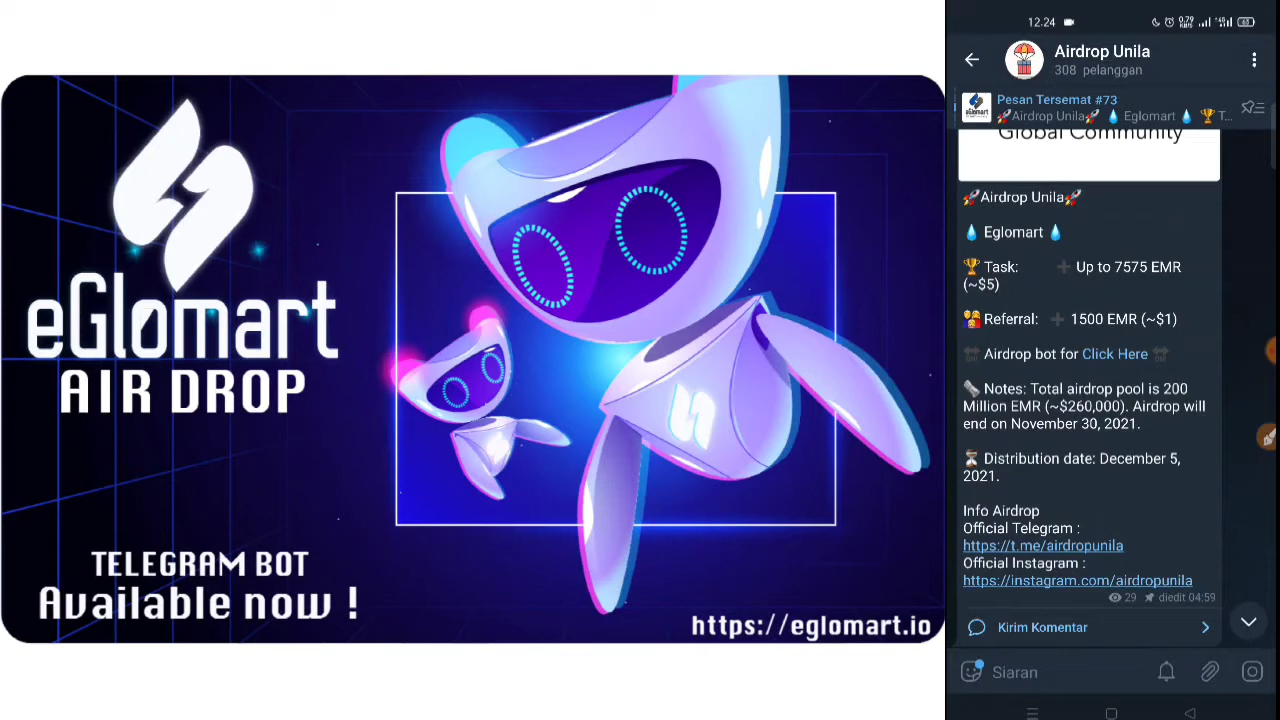 eGlomart
AIR DROP
TELEGRAM BOT
Available now !
https://eglomart.io
12.24
Airdrop Unila
308 pelanggan
Pesan Tersemat #73
🚀Airdrop Unila🚀 💧 Eglomart 💧 🏆 T...
Global Community
🚀Airdrop Unila🚀
💧 Eglomart 💧
🏆 Task: ➕ Up to 7575 EMR
(~$5)
Referral: ➕ 1500 EMR (~$1)
Airdrop bot for Click Here
Notes: Total airdrop pool is 200
Million EMR (~$260,000). Airdrop will
end on November 30, 2021.
⏳ Distribution date: December 5,
2021.
Info Airdrop
Official Telegram :
https://t.me/airdropunila
Official Instagram :
https://instagram.com/airdropunila
29 diedit 04:59
Kirim Komentar
Siaran